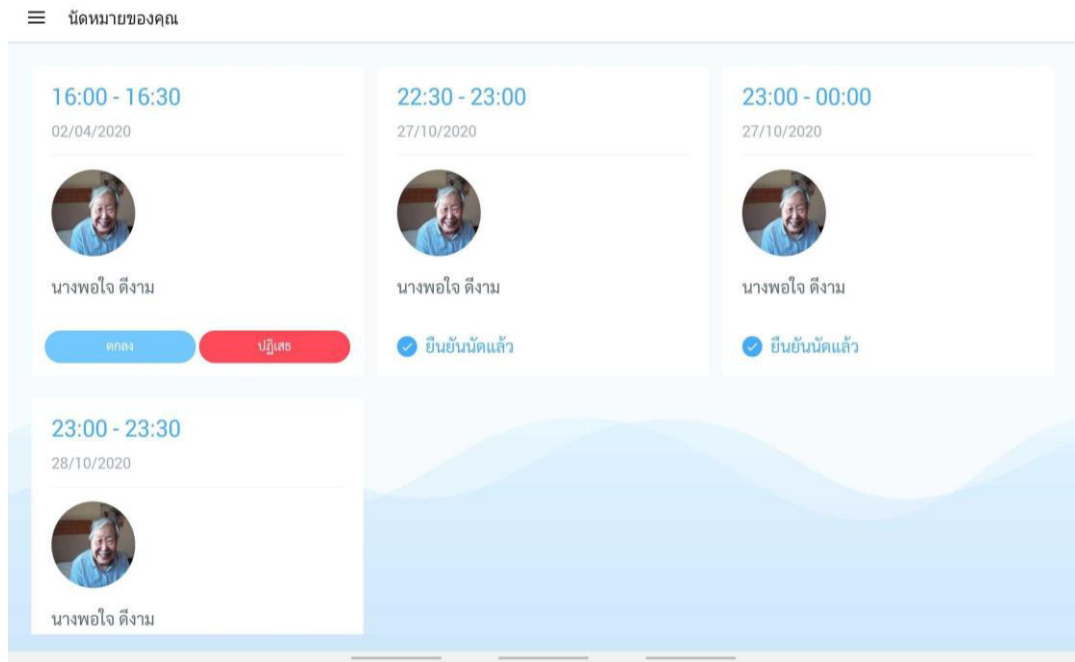 นัดหมายของคุณ
16:00 - 16:30
02/04/2020
นางพอใจ ดีงาม
ตกลง
ปฏิเสธ
22:30 - 23:00
27/10/2020
นางพอใจ ดีงาม
ยืนยันนัดแล้ว
23:00 - 00:00
27/10/2020
นางพอใจ ดีงาม
ยืนยันนัดแล้ว
23:00 - 23:30
28/10/2020
นางพอใจ ดีงาม